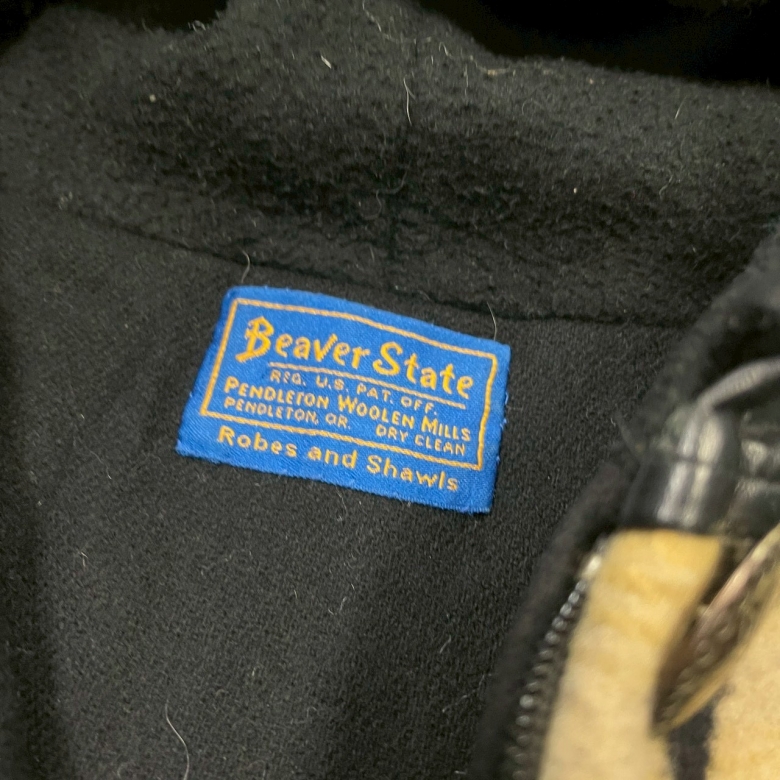 Beaver State
REG. U.S. PAT. OFF.
PENDLETON WOOLEN MILLS
PENDLETON, OR. DRY CLEAN
Robes and Shawls